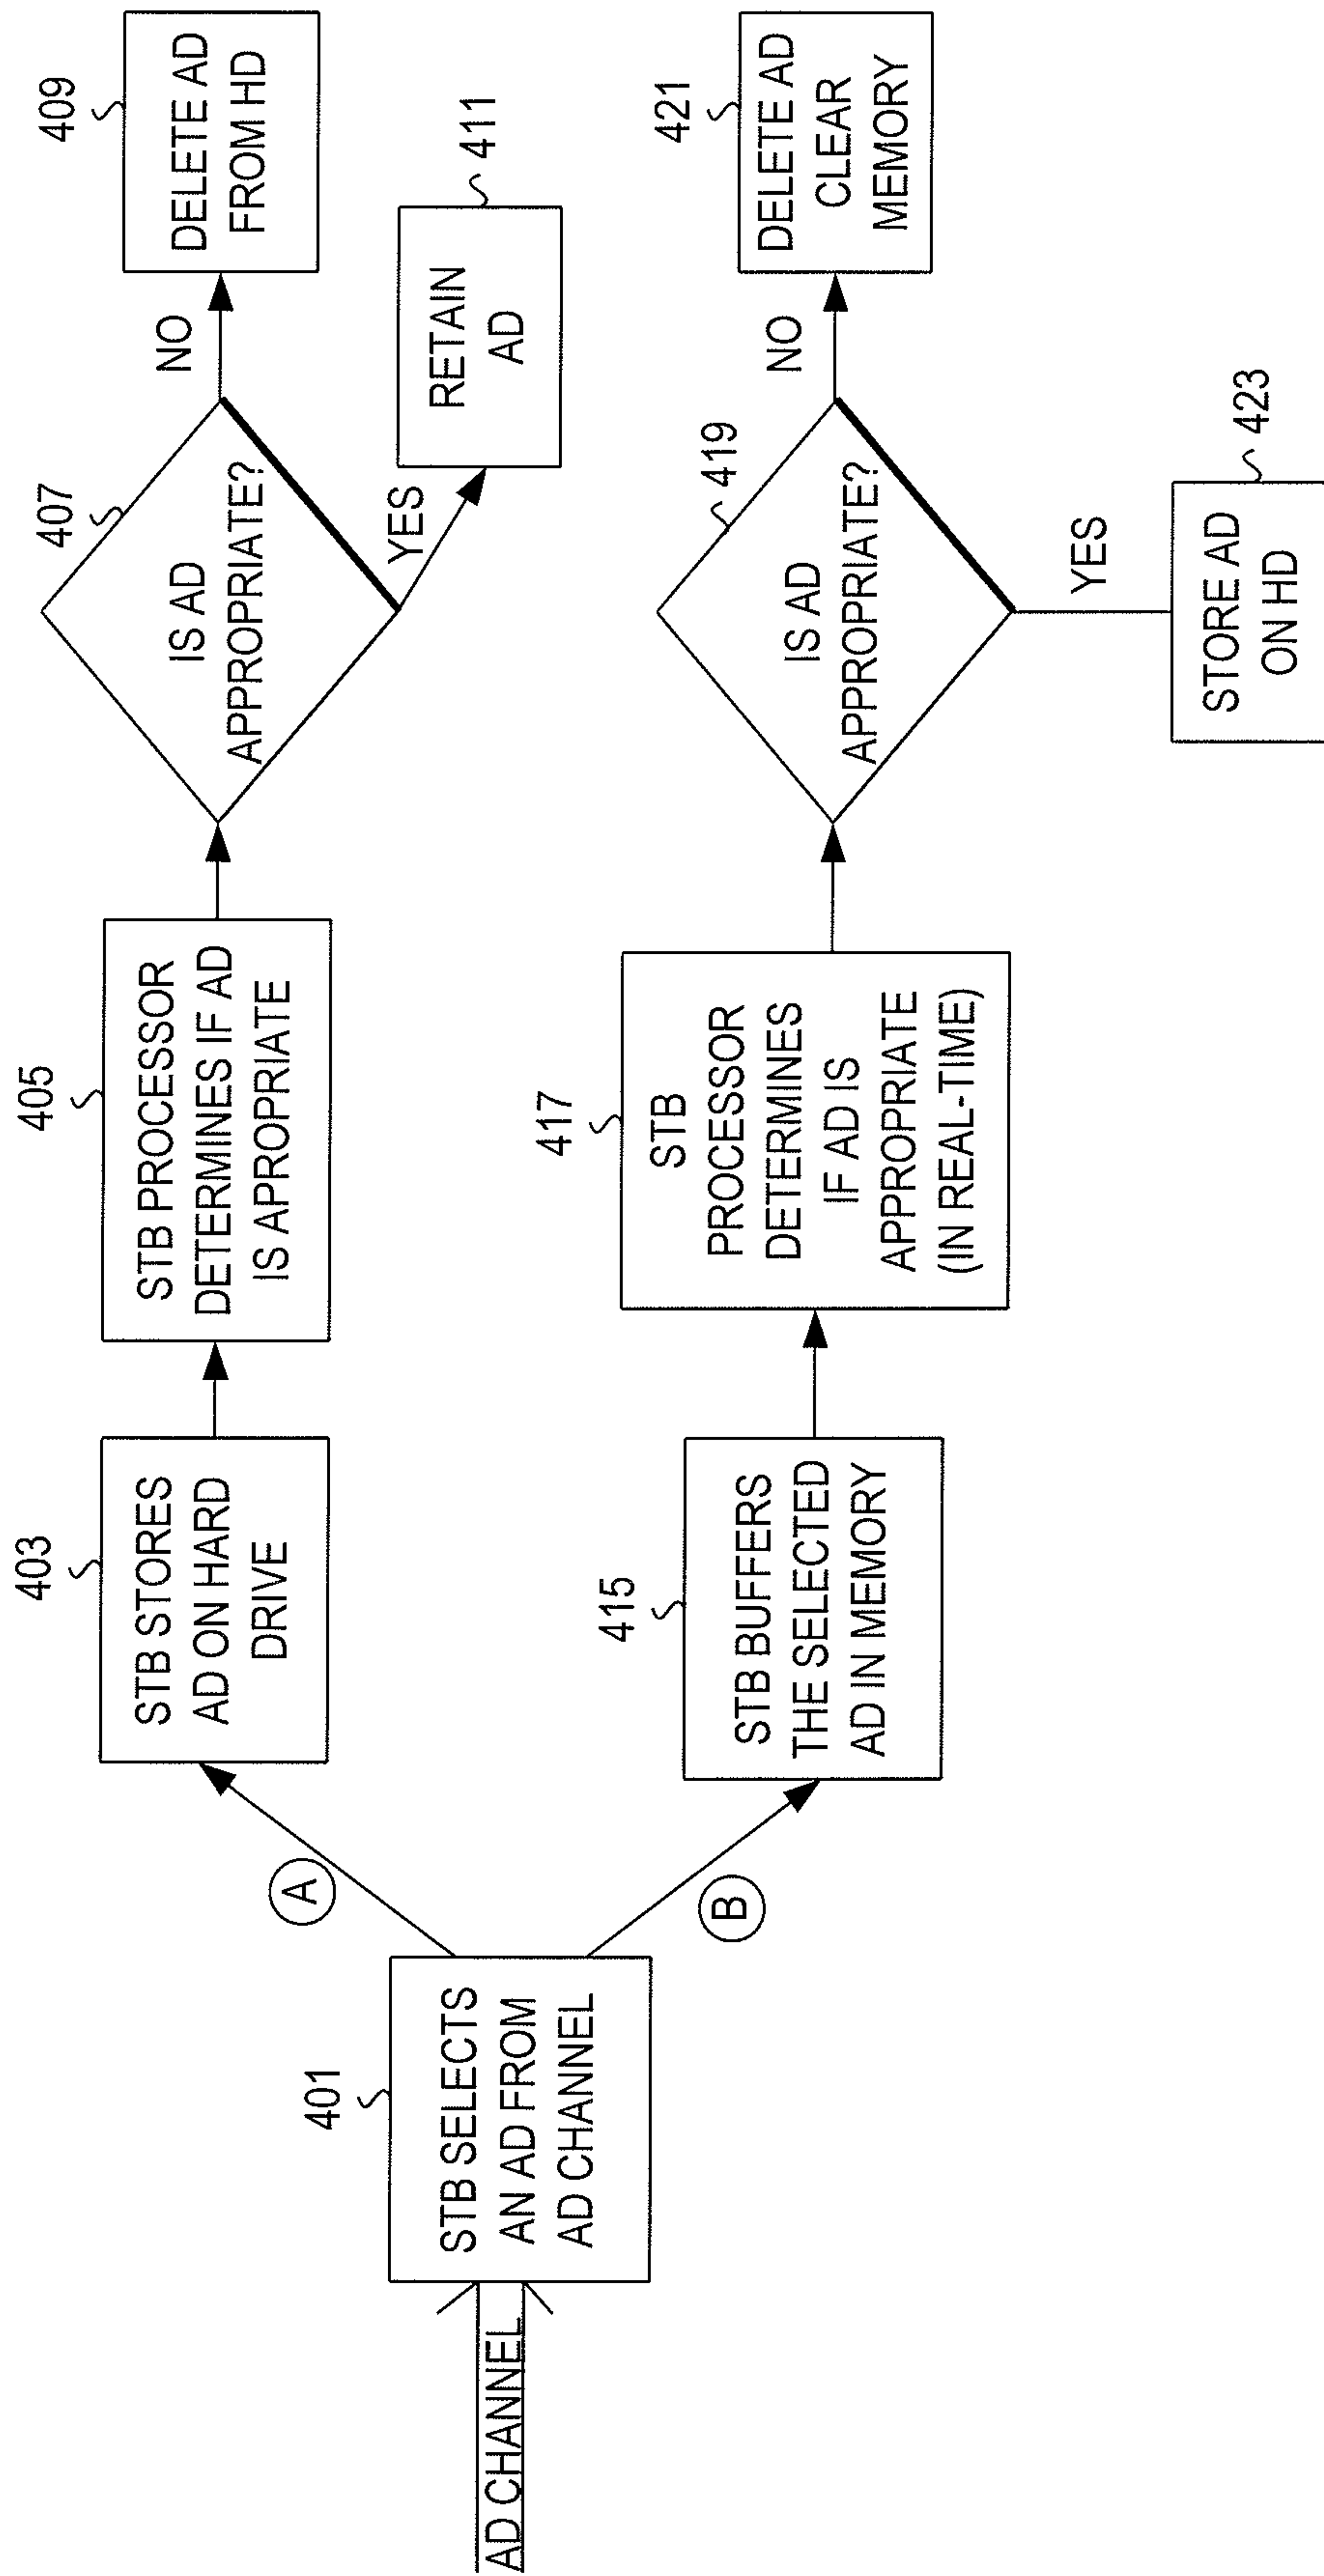 AD CHANNEL
401
STB SELECTS
AN AD FROM
AD CHANNEL
A
403
STB STORES
AD ON HARD
DRIVE
405
STB PROCESSOR
DETERMINES IF AD
IS APROPRIATE
407
IS AD
APPROPRIATE?
NO
409
DELETE AD
FROM HD
YES
411
RETAIN
AD
B
415
STB BUFFERS
THE SELECTED
AD IN MEMORY
417
STB
PROCESSOR
DETERMINES
IF AD IS
APPROPRIATE
(IN REAL-TIME)
419
IS AD
APPROPRIATE?
NO
421
DELETE AD
CLEAR
MEMORY
YES
423
STORE AD
ON HD